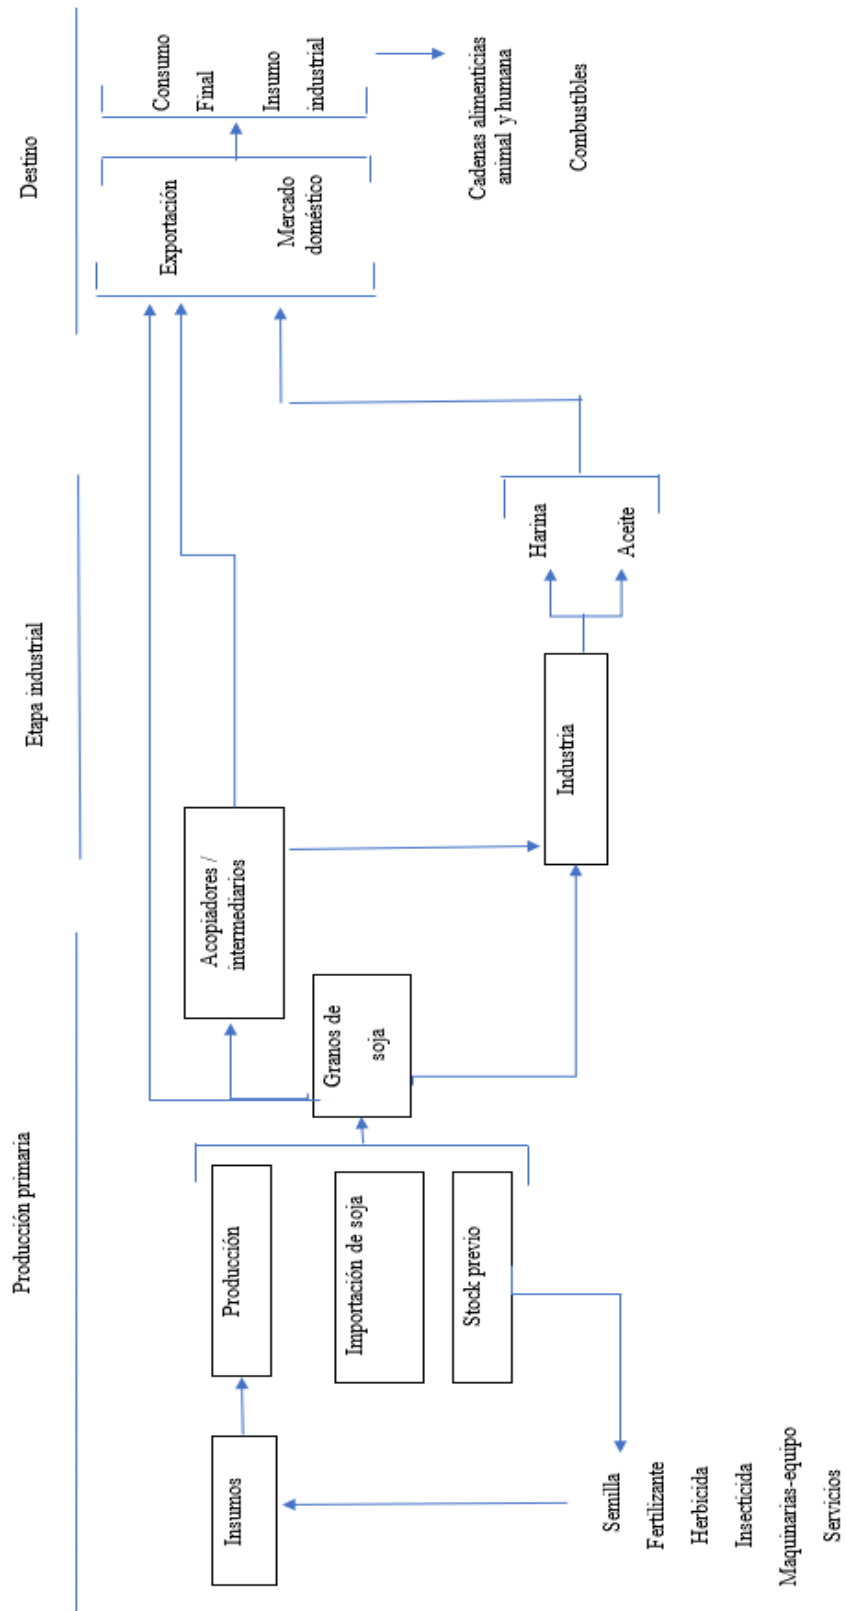 Producción primaria
Etapa industrial
Destino
Insumos
Producción
Importación de soja
Stock previo
Semilla
Fertilizante
Herbicida
Insecticida
Maquinarias-equipo
Servicios
Granos de
soja
Acopiadores /
intermediarios
Industria
Harina
Aceite
Exportación
Mercado
doméstico
Consumo
Final
Insumo
industrial
Cadenas alimenticias
animal y humana
Combustibles